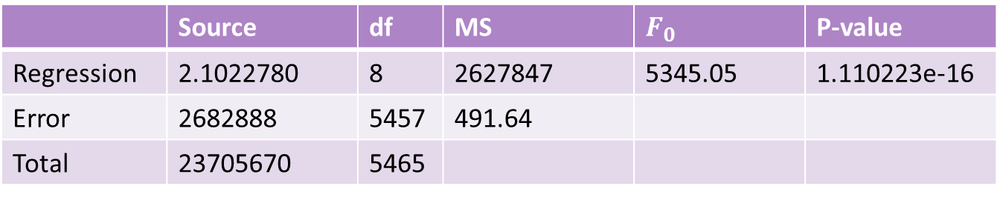 Source df MS F₀ P-value
Regression 2.1022780 8 2627847 5345.05 1.110223e-16
Error 2682888 5457 491.64
Total 23705670 5465